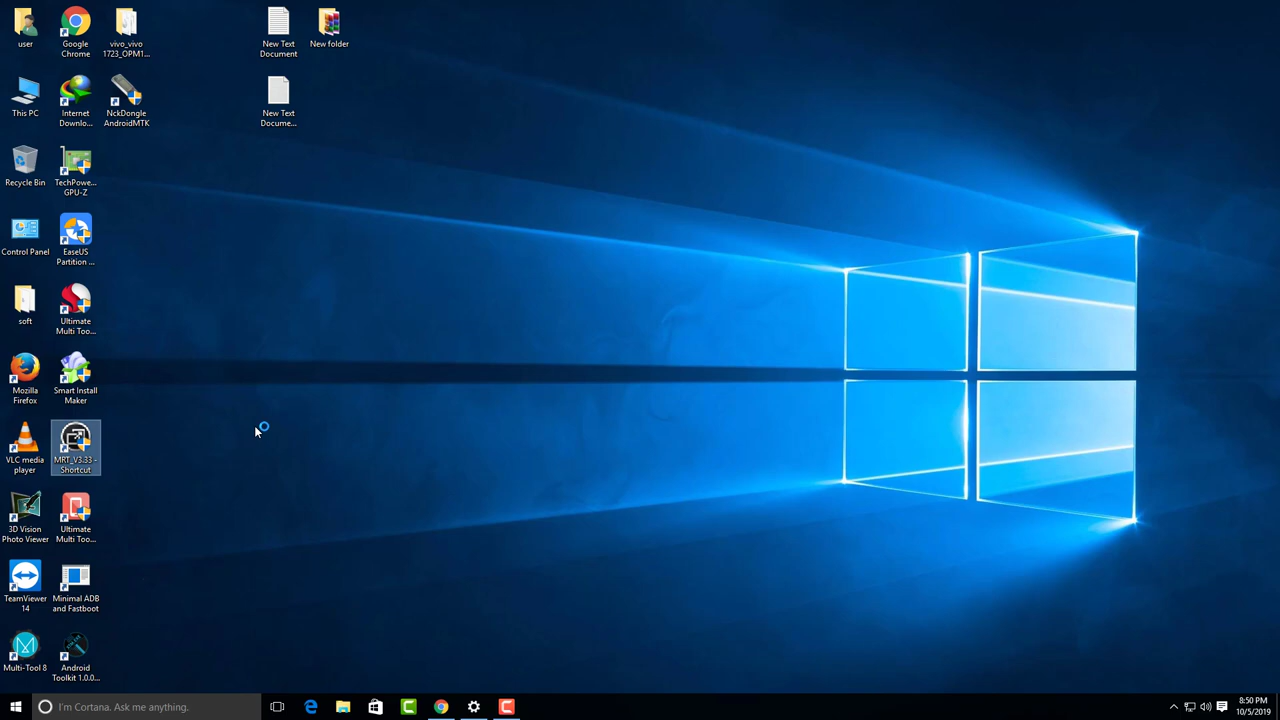 user
Google
Chrome
vivo_vivo
1723_OPM1...
New Text
Document
New folder
This PC
Internet
Downlo...
NckDongle
AndroidMTK
New Text
Docume...
Recycle Bin
TechPowe...
GPU-Z
Control Panel
EaseUS
Partition ...
soft
Ultimate
Multi Too...
Mozilla
Firefox
Smart Install
Maker
VLC media
player
MRT_V3.33 -
Shortcut
3D Vision
Photo Viewer
Ultimate
Multi Too...
TeamViewer
14
Minimal ADB
and Fastboot
Multi-Tool 8
Android
Toolkit 1.0.0...
I'm Cortana. Ask me anything.
8:50 PM
10/5/2019